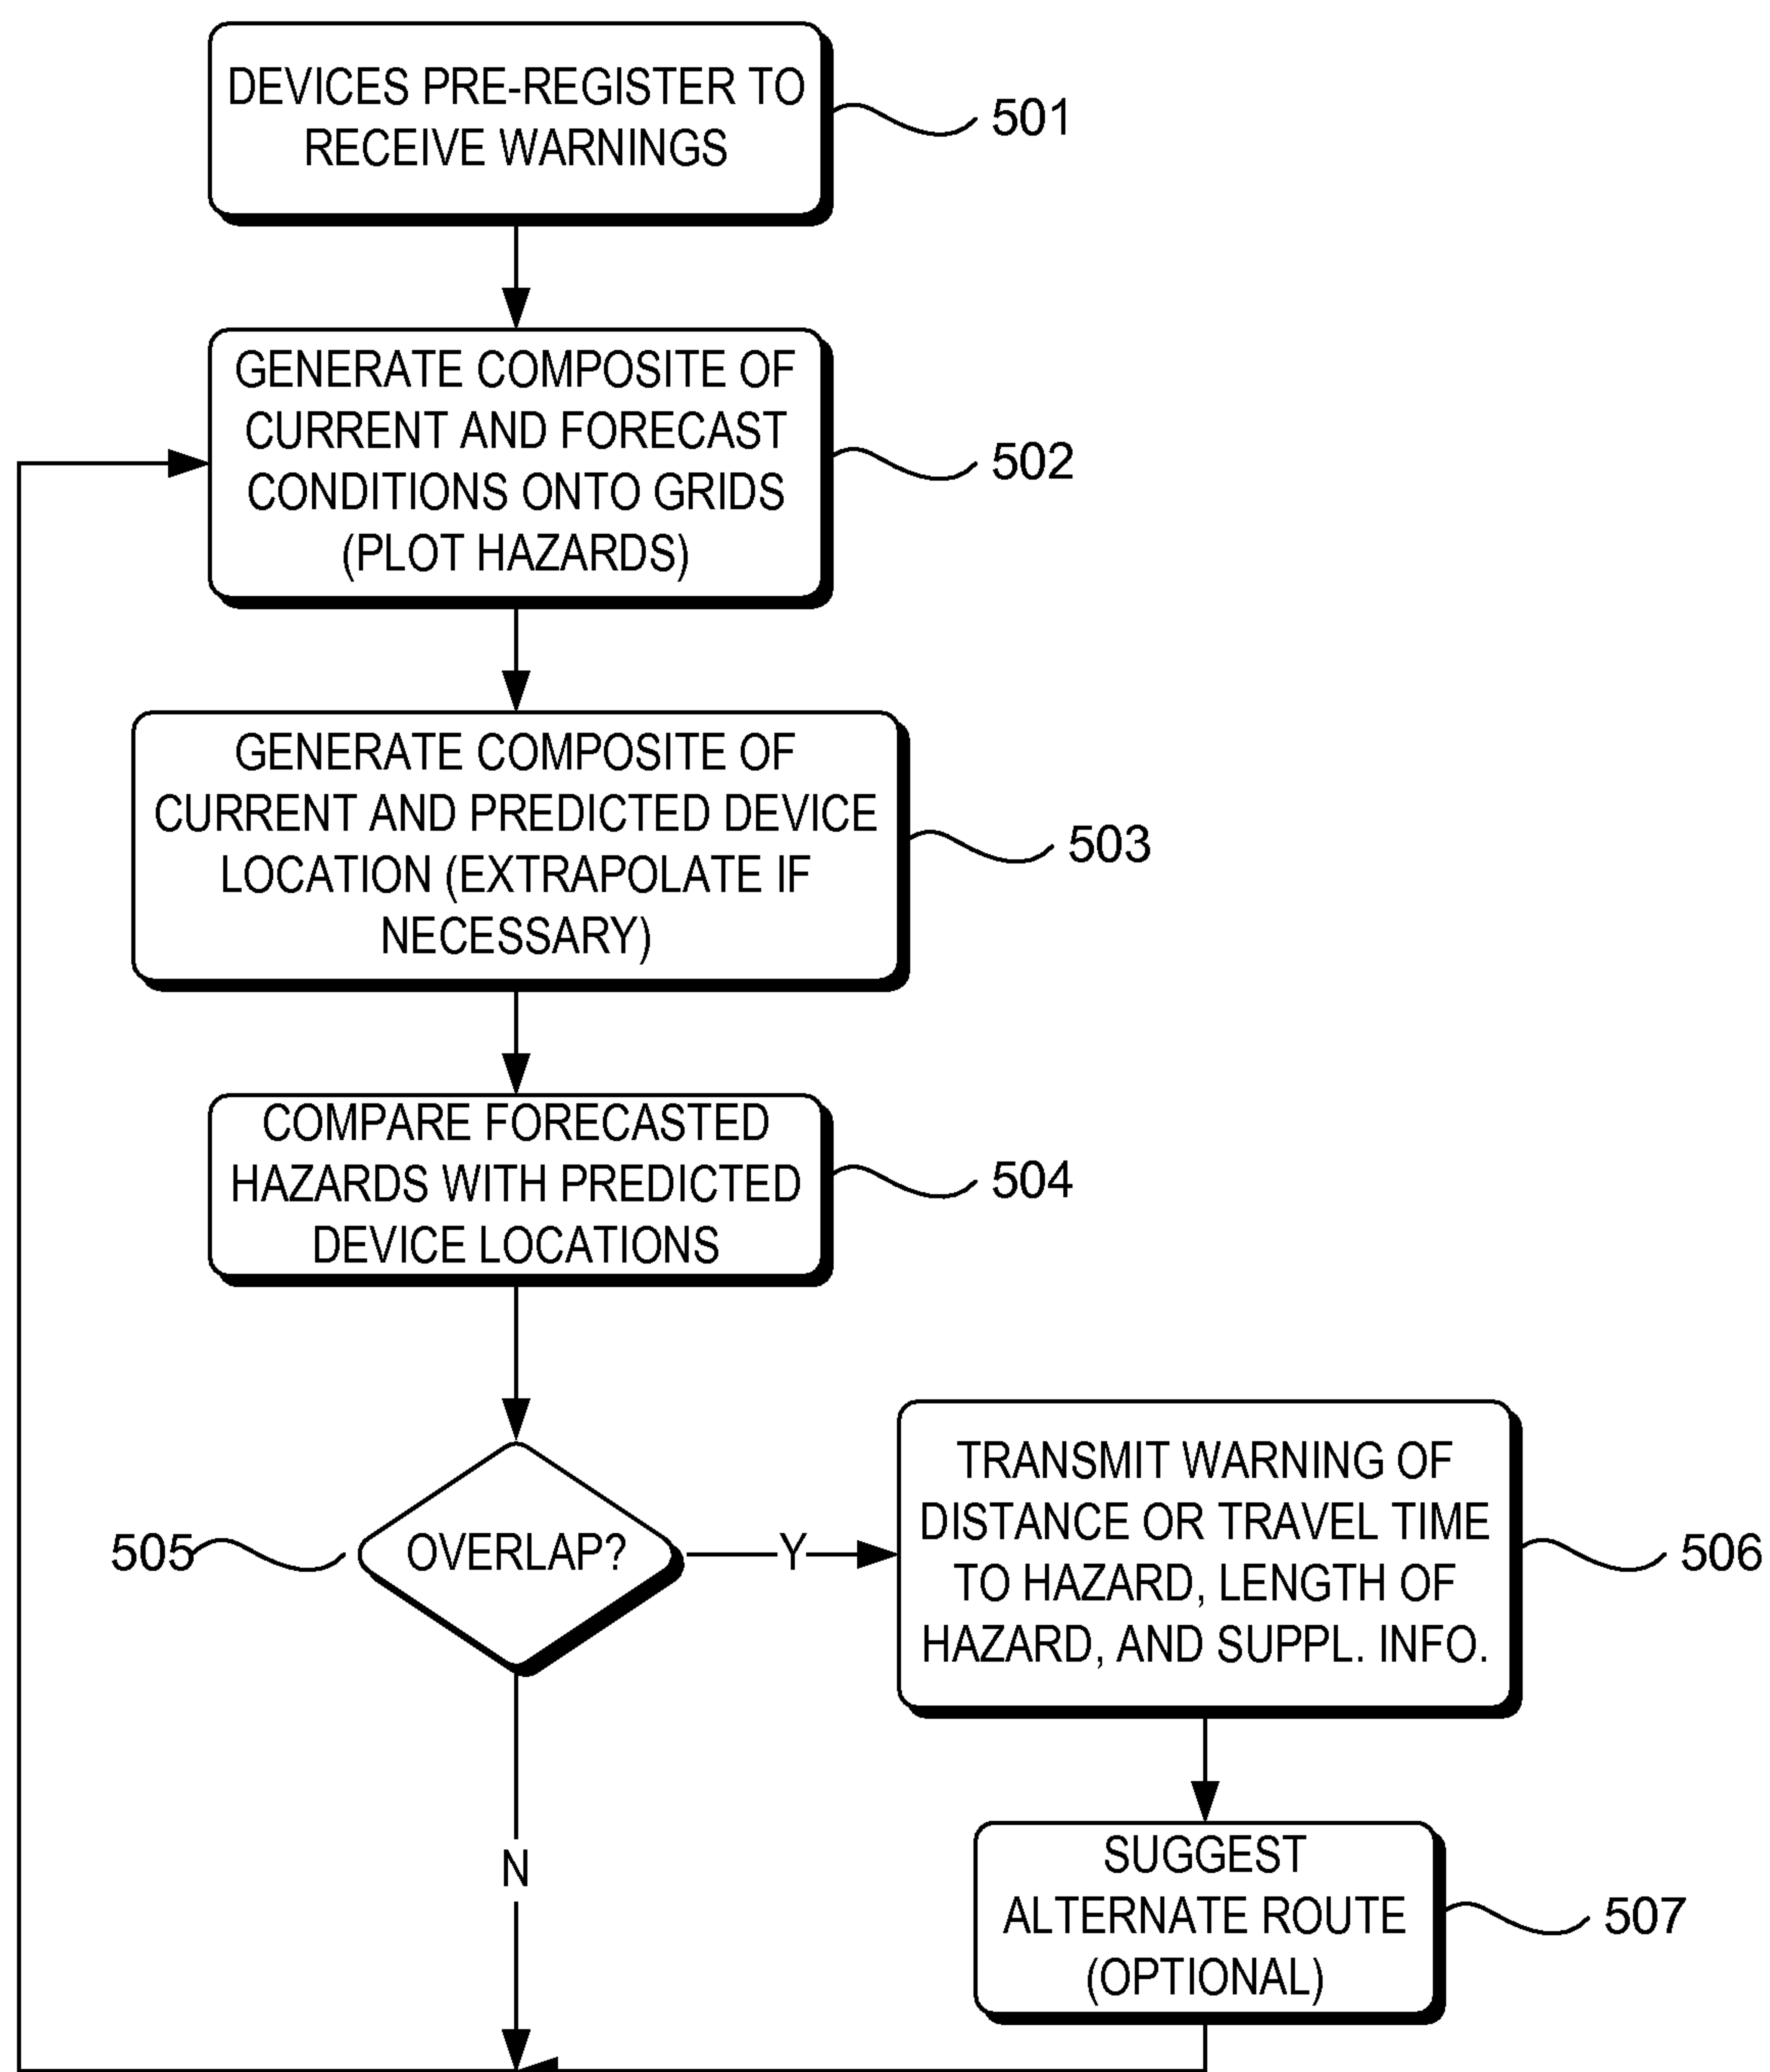 DEVICES PRE-REGISTER TO
RECEIVE WARNINGS
501
GENERATE COMPOSITE OF
CURRENT AND FORECAST
CONDITIONS ONTO GRIDS
(PLOT HAZARDS)
502
GENERATE COMPOSITE OF
CURRENT AND PREDICTED DEVICE
LOCATION (EXTRAPOLATE IF
NECESSARY)
503
COMPARE FORECASTED
HAZARDS WITH PREDICTED
DEVICE LOCATIONS
504
505
OVERLAP?
Y
TRANSMIT WARNING OF
DISTANCE OR TRAVEL TIME
TO HAZARD, LENGTH OF
HAZARD, AND SUPPL. INFO.
506
N
SUGGEST
ALTERNATE ROUTE
(OPTIONAL)
507